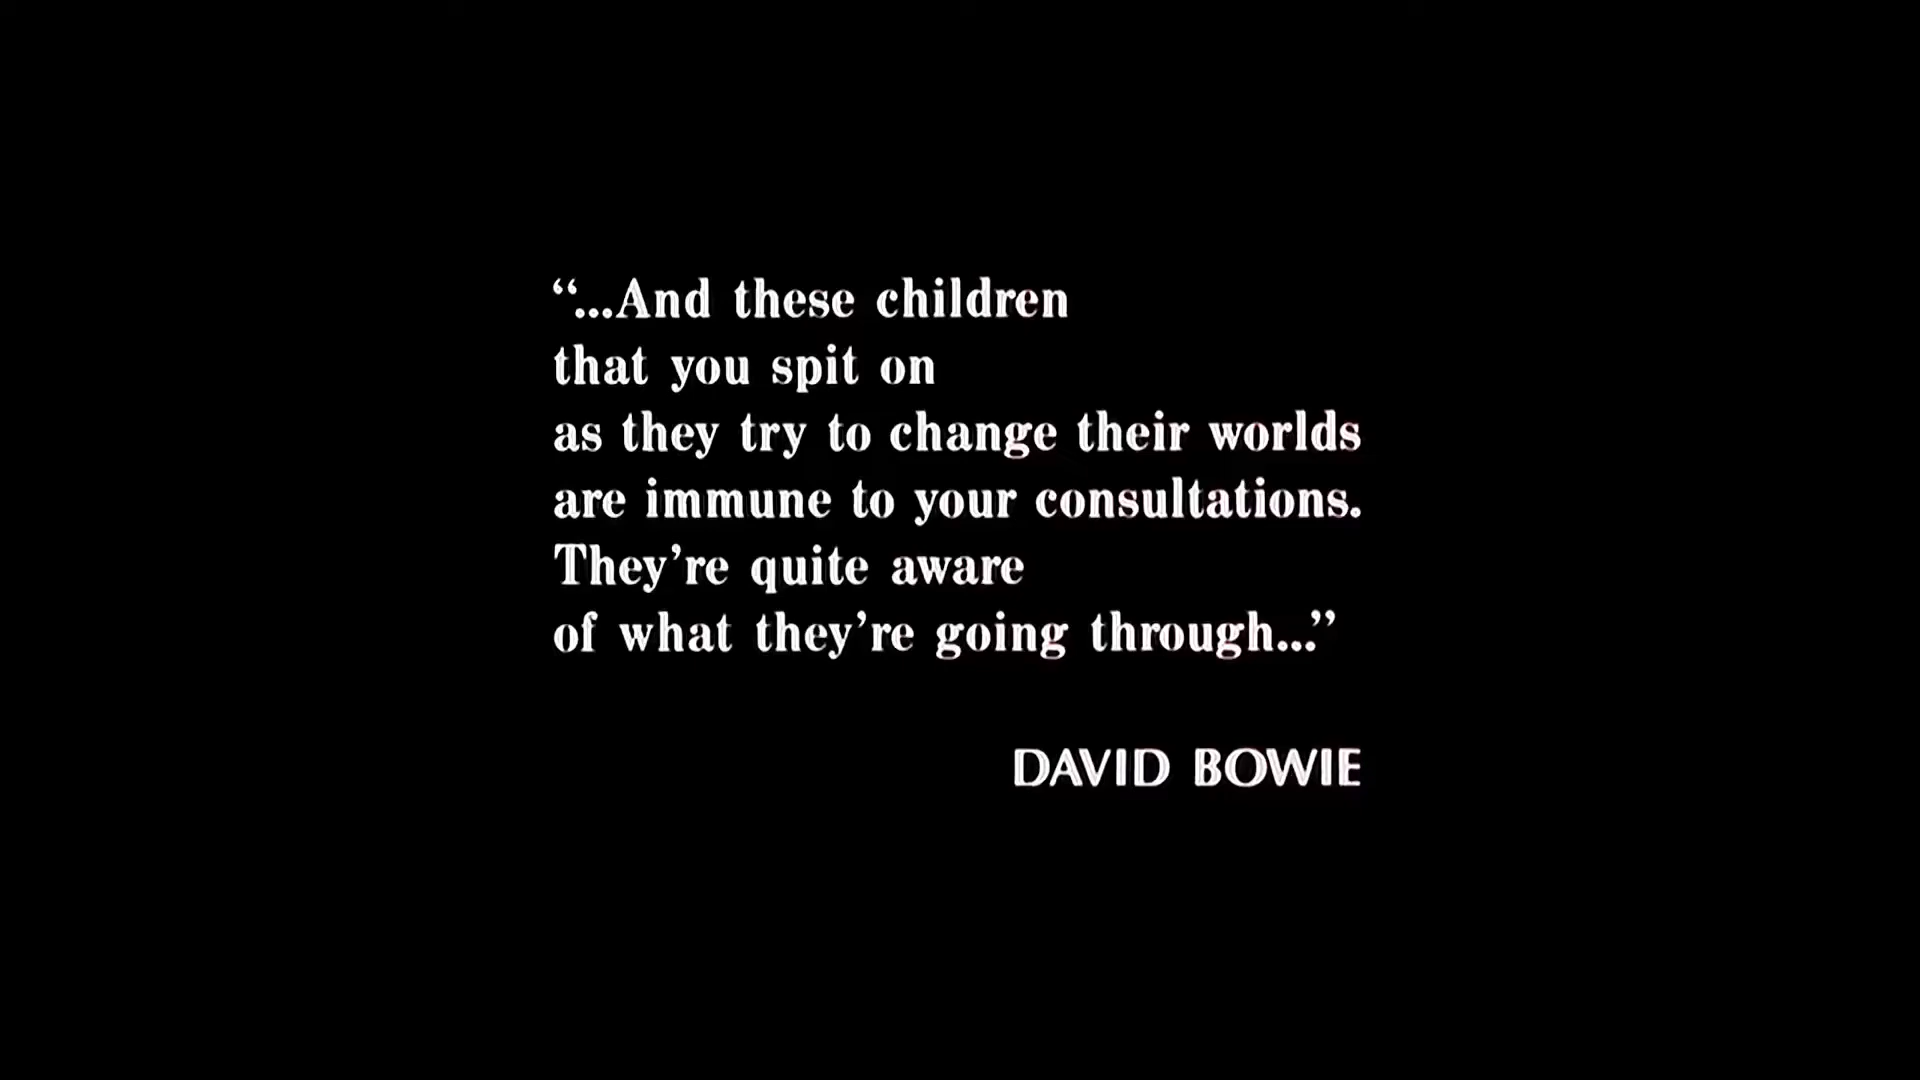 “...And these children
that you spit on
as they try to change their worlds
are immune to your consultations.
They’re quite aware
of what they’re going through...”
DAVID BOWIE